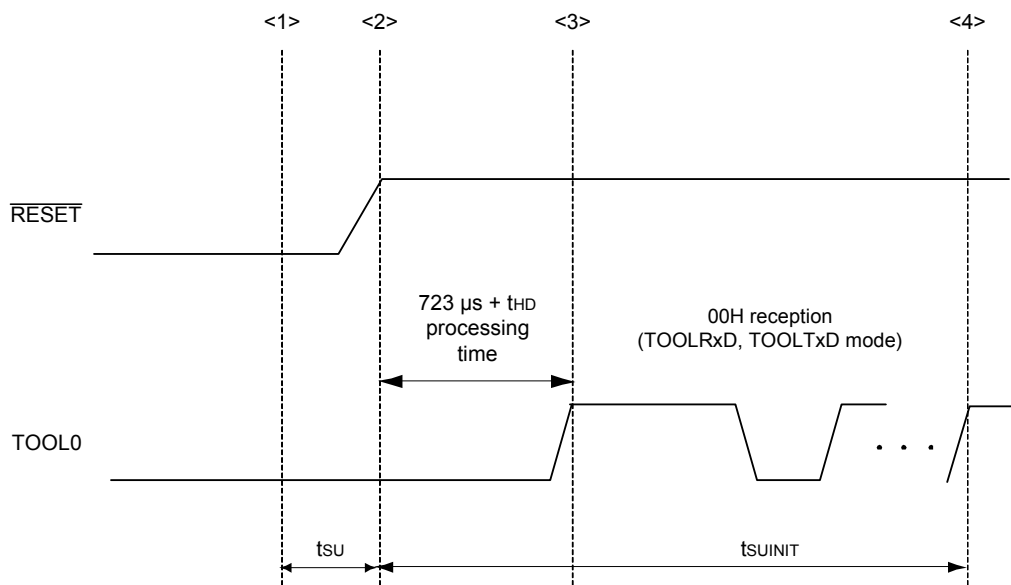 <1> <2> <3> <4>
RESET
723 µs + tHD
processing
time
00H reception
(TOOLRxD, TOOLTxD mode)
TOOL0
. . .
tSU
tSUINIT